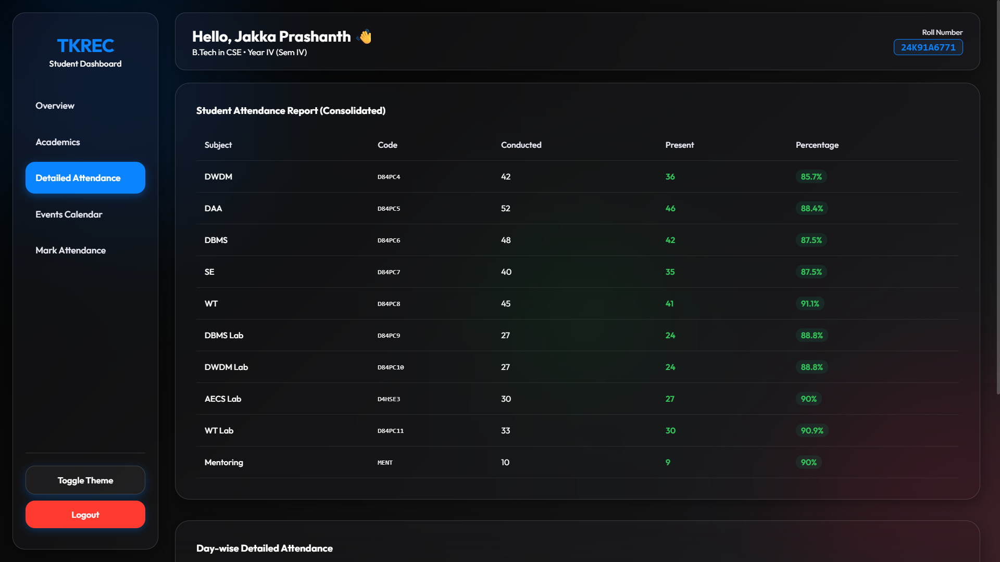 TKREC
Student Dashboard
Overview
Academics
Detailed Attendance
Events Calendar
Mark Attendance
Toggle Theme
Logout
Hello, Jakka Prashanth 👋
B.Tech in CSE • Year IV (Sem IV)
Roll Number
24K91A6771
Student Attendance Report (Consolidated)
Subject Code Conducted Present Percentage
DWDM D84PC4 42 36 85.7%
DAA D84PC5 52 46 88.4%
DBMS D84PC6 48 42 87.5%
SE D84PC7 40 35 87.5%
WT D84PC8 45 41 91.1%
DBMS Lab D84PC9 27 24 88.8%
DWDM Lab D84PC10 27 24 88.8%
AECS Lab D4HSE3 30 27 90%
WT Lab D84PC11 33 30 90.9%
Mentoring MENT 10 9 90%
Day-wise Detailed Attendance